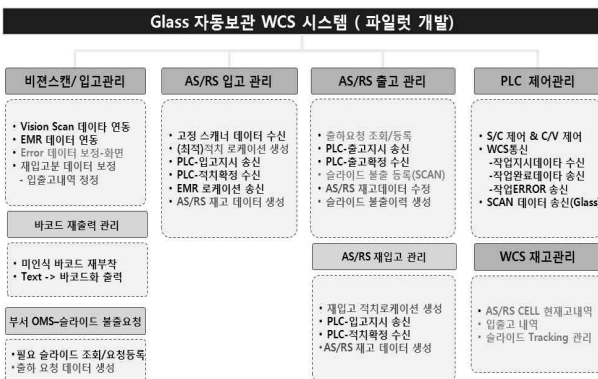 Glass 자동보관 WCS 시스템 ( 파일럿 개발)
비젼스캔/ 입고관리
• Vision Scan 데이타 연동
• EMR 데이터 연동
• Error 데이터 보정-화면
• 재입고분 데이터 보정
- 입출고내역 정정
바코드 재출력 관리
• 미인식 바코드 재부착
• Text -> 바코드화 출력
부서 OMS–슬라이드 불출요청
•필요 슬라이드 조회/요청등록
•출하 요청 데이터 생성
AS/RS 입고 관리
• 고정 스캐너 데이터 수신
• (최적)적치 로케이션 생성
• PLC-입고지시 송신
• PLC-적치확정 수신
• EMR 로케이션 송신
• AS/RS 재고 데이터 생성
AS/RS 출고 관리
• 출하요청 조회/등록
• PLC-출고지시 송신
• PLC-출고확정 수신
• 슬라이드 불출 등록(SCAN)
• AS/RS 재고데이터 수정
• 슬라이드 불출이력 생성
AS/RS 재입고 관리
• 재입고 적치로케이션 생성
• PLC-입고지시 송신
• PLC-적치확정 수신
•AS/RS 재고 데이터 생성
PLC 제어관리
• S/C 제어 & C/V 제어
• WCS통신
-작업지시데이타 수신
-작업완료데이타 송신
-작업ERROR 송신
• SCAN 데이터 송신(Glass)
WCS 재고관리
• AS/RS CELL 현재고내역
• 입출고 내역
• 슬라이드 Tracking 관리